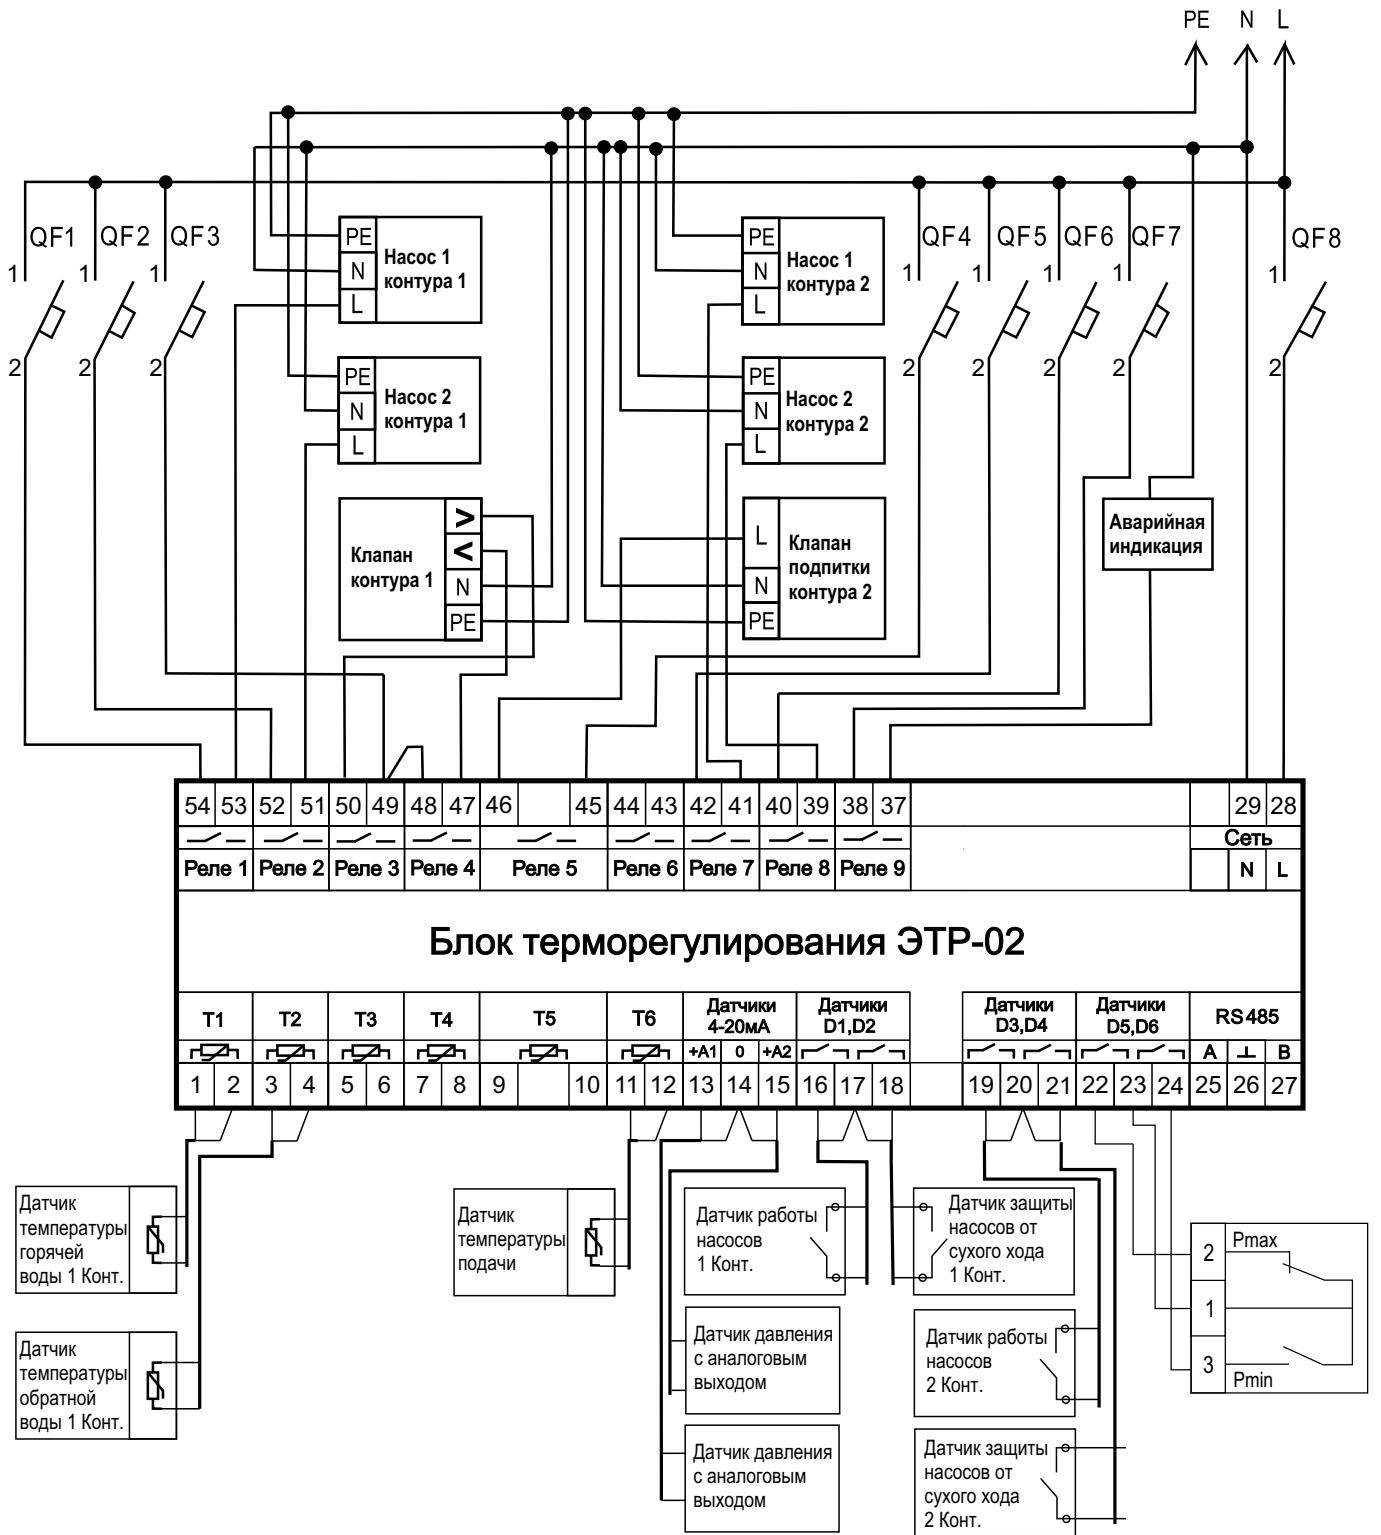 PE N L
QF1 QF2 QF3 QF4 QF5 QF6 QF7 QF8
1 1 1 1 1 1 1 1
2 2 2 2 2 2 2 2
PE
N
L
Насос 1
контура 1
PE
N
L
Насос 1
контура 2
PE
N
L
Насос 2
контура 1
PE
N
L
Насос 2
контура 2
Клапан
контура 1
>
<
N
PE
L
N
PE
Клапан
подпитки
контура 2
Аварийная
индикация
54 53 52 51 50 49 48 47 46 45 44 43 42 41 40 39 38 37 29 28
Сеть
Реле 1 Реле 2 Реле 3 Реле 4 Реле 5 Реле 6 Реле 7 Реле 8 Реле 9 N L
Блок терморегулирования ЭТР-02
T1 T2 T3 T4 T5 T6
Датчики
4-20мА
Датчики
D1,D2
Датчики
D3,D4
Датчики
D5,D6
RS485
+A1 0 +A2 A ⊥ B
1 2 3 4 5 6 7 8 9 10 11 12 13 14 15 16 17 18 19 20 21 22 23 24 25 26 27
Датчик
температуры
горячей
воды 1 Конт.
Датчик
температуры
подачи
Датчик работы
насосов
1 Конт.
Датчик защиты
насосов от
сухого хода
1 Конт.
2 Pmax
1
3
Pmin
Датчик
температуры
обратной
воды 1 Конт.
Датчик давления
с аналоговым
выходом
Датчик работы
насосов
2 Конт.
Датчик давления
с аналоговым
выходом
Датчик защиты
насосов от
сухого хода
2 Конт.